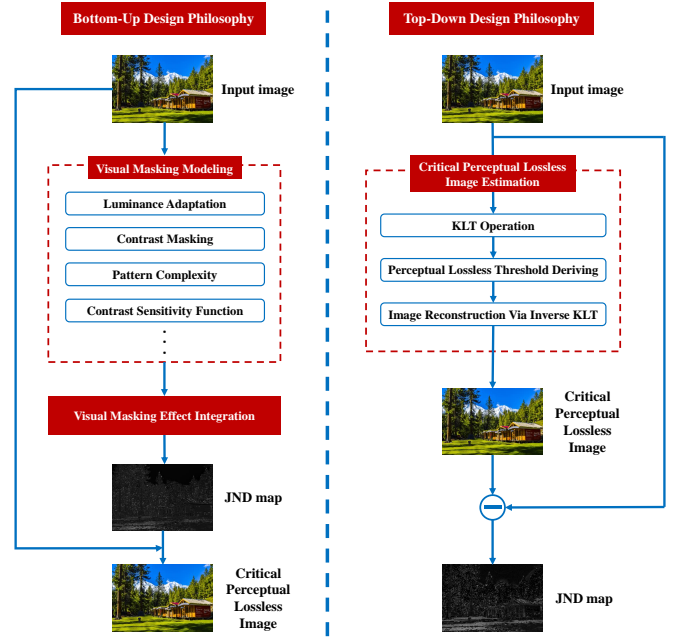 Bottom-Up Design Philosophy
Input image
Visual Masking Modeling
Luminance Adaptation
Contrast Masking
Pattern Complexity
Contrast Sensitivity Function
Visual Masking Effect Integration
JND map
Critical
Perceptual
Lossless
Image
Top-Down Design Philosophy
Input image
Critical Perceptual Lossless
Image Estimation
KLT Operation
Perceptual Lossless Threshold Deriving
Image Reconstruction Via Inverse KLT
Critical
Perceptual
Lossless
Image
JND map